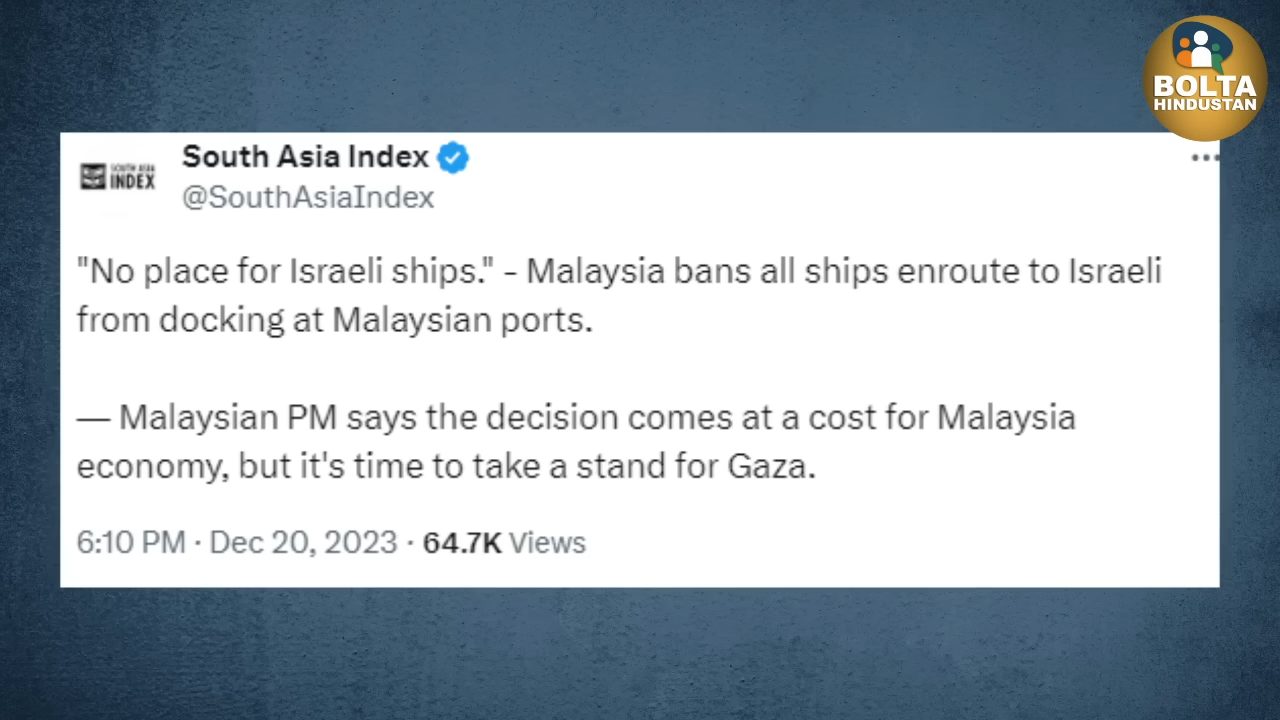 BOLTA
HINDUSTAN
South Asia Index
@SouthAsiaIndex
SOUTH ASIA
INDEX
"No place for Israeli ships." - Malaysia bans all ships enroute to Israeli
from docking at Malaysian ports.
— Malaysian PM says the decision comes at a cost for Malaysia
economy, but it's time to take a stand for Gaza.
6:10 PM · Dec 20, 2023 · 64.7K Views